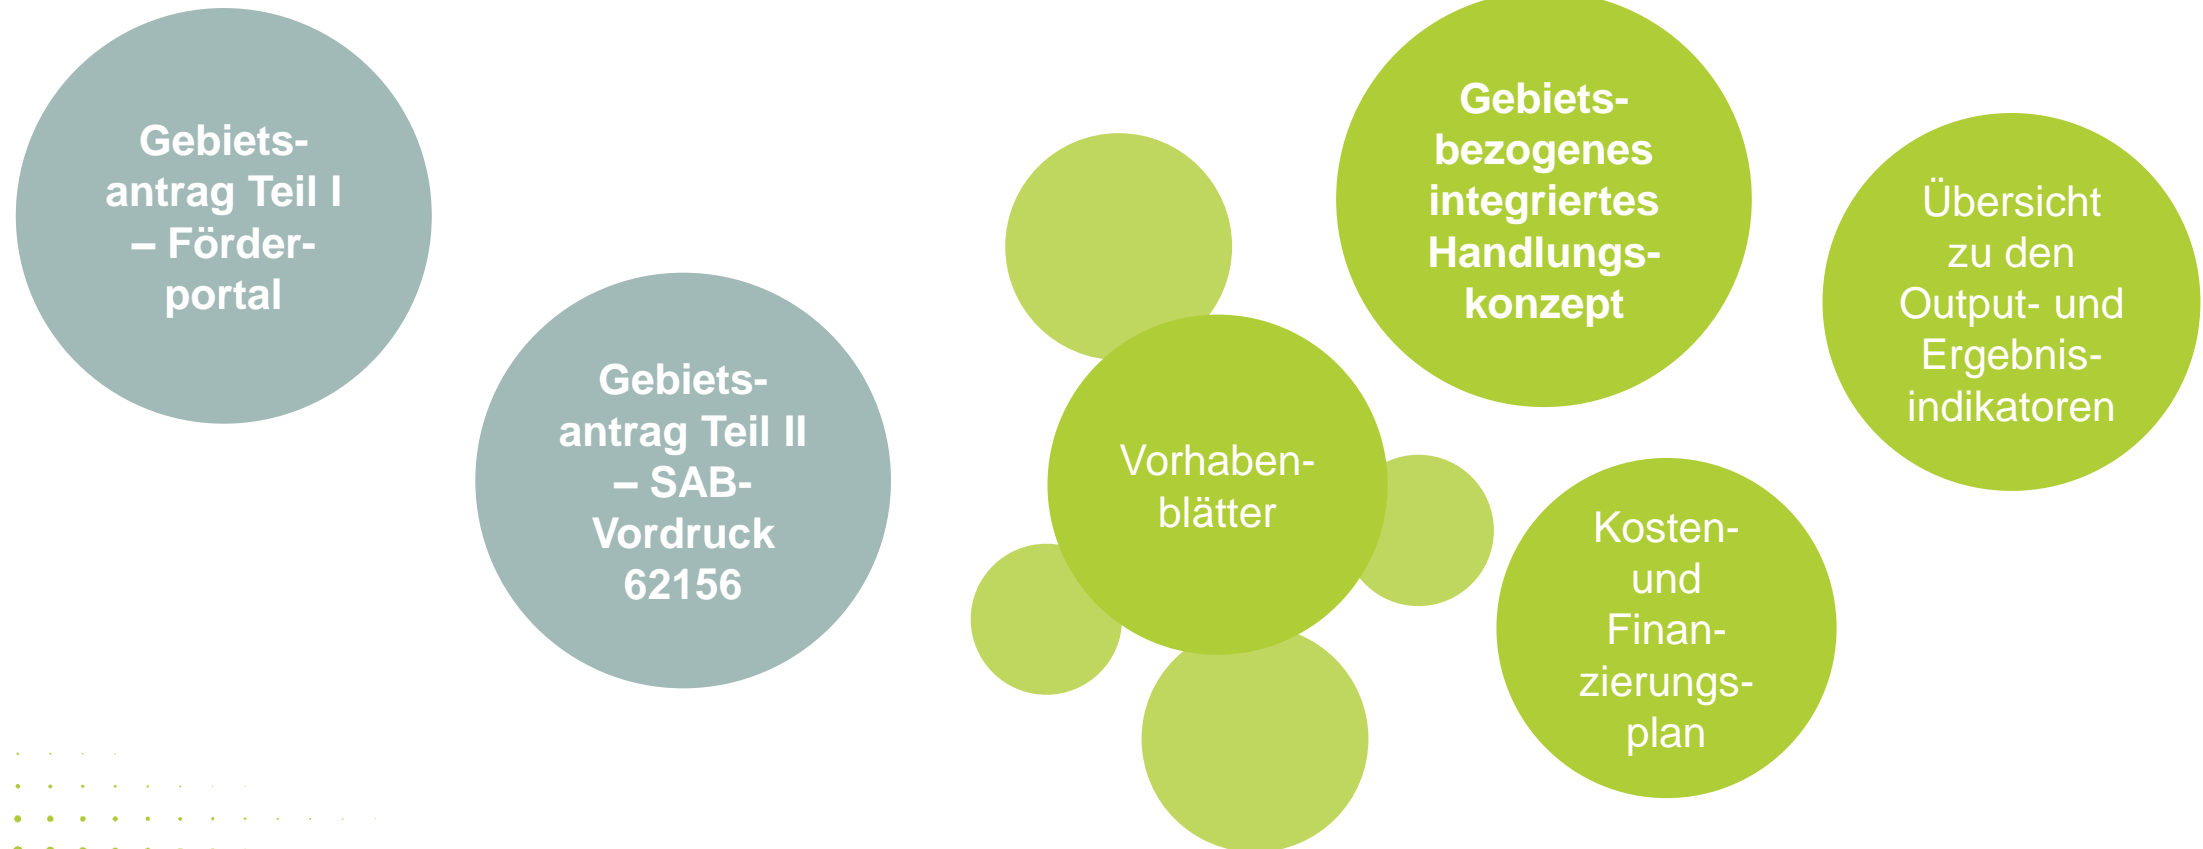 Gebiets-
antrag Teil I
– Förder-
portal
Gebiets-
antrag Teil II
– SAB-
Vordruck
62156
Vorhaben-
blätter
Gebiets-
bezogenes
integriertes
Handlungs-
konzept
Kosten-
und
Finan-
zierungs-
plan
Übersicht
zu den
Output- und
Ergebnis-
indikatoren